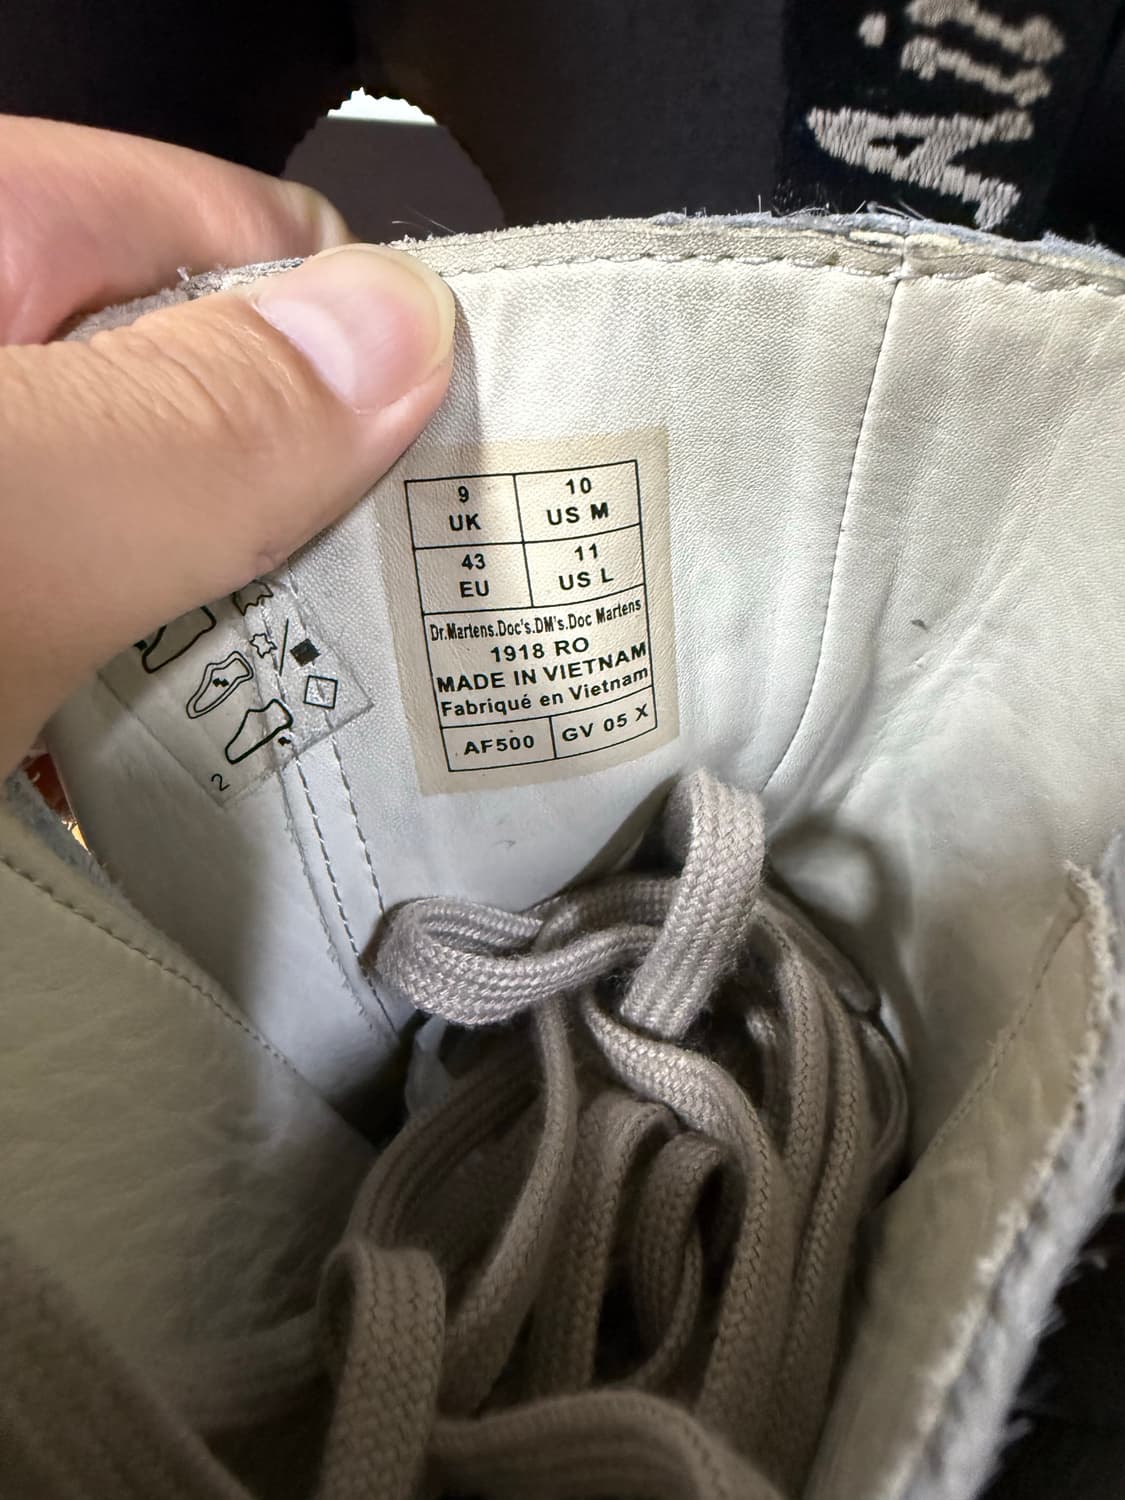 Air
9 UK
10 US M
43 EU
11 US L
Dr.Martens.Doc's.DM's.Doc Martens
1918 RO
MADE IN VIETNAM
Fabriqué en Vietnam
AF500
GV 05 X
2